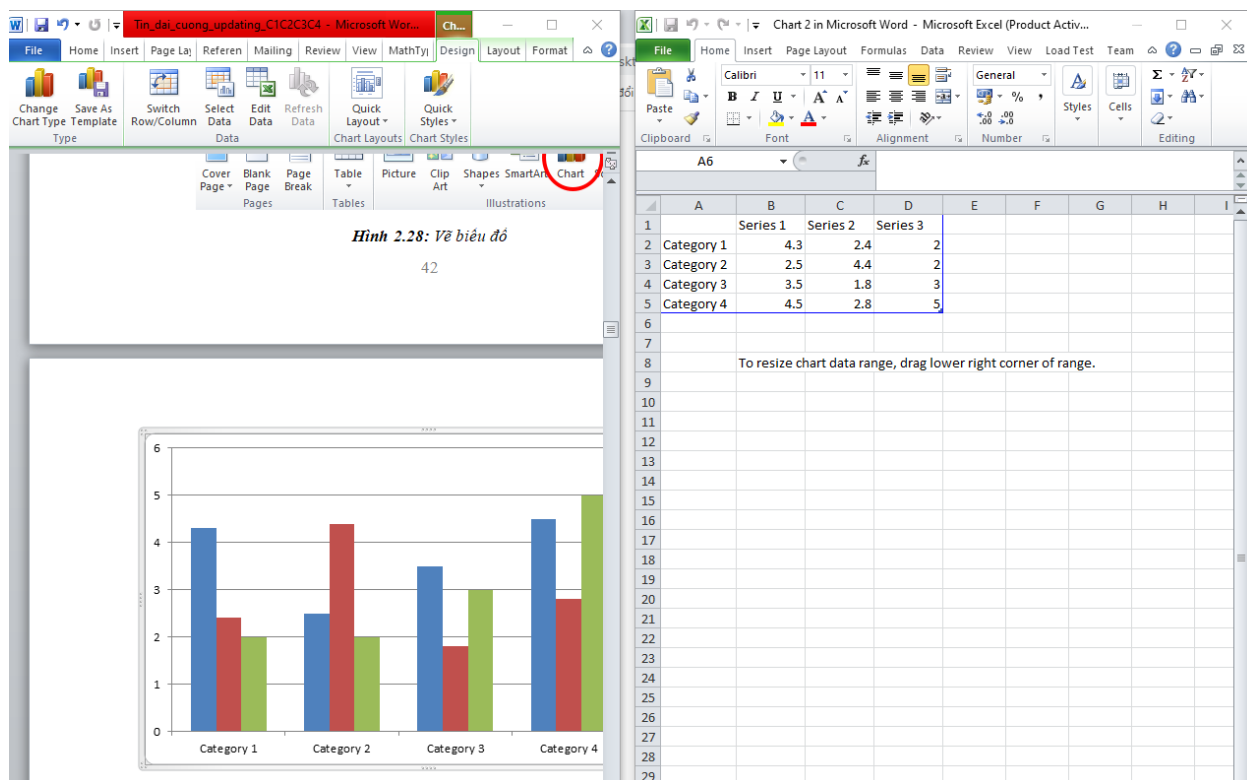 Tin_dai_cuong_updating_C1C2C3C4 - Microsoft Wor...
Ch...
File Home Insert Page La Referen Mailing Review View MathTy Design Layout Format
Change Chart Type
Save As Template
Switch Row/Column
Select Data
Edit Data
Refresh Data
Quick Layout
Quick Styles
Type
Data
Chart Layouts
Chart Styles
Cover Page
Blank Page
Page Break
Table
Picture
Clip Art
Shapes
SmartArt
Chart
Pages
Tables
Illustrations
Hình 2.28: Vẽ biểu đồ
42
6
5
4
3
2
1
0
Category 1 Category 2 Category 3 Category 4
Chart 2 in Microsoft Word - Microsoft Excel (Product Activ...
File Home Insert Page Layout Formulas Data Review View Load Test Team
Paste
Calibri 11
B I U A A
A
General
% ,
.00 .0
Styles
Cells
Clipboard
Font
Alignment
Number
Editing
A6
fx
A B C D E F G H I
1 Series 1 Series 2 Series 3
2 Category 1 4.3 2.4 2
3 Category 2 2.5 4.4 2
4 Category 3 3.5 1.8 3
5 Category 4 4.5 2.8 5
6
7
8 To resize chart data range, drag lower right corner of range.
9
10
11
12
13
14
15
16
17
18
19
20
21
22
23
24
25
26
27
28
29